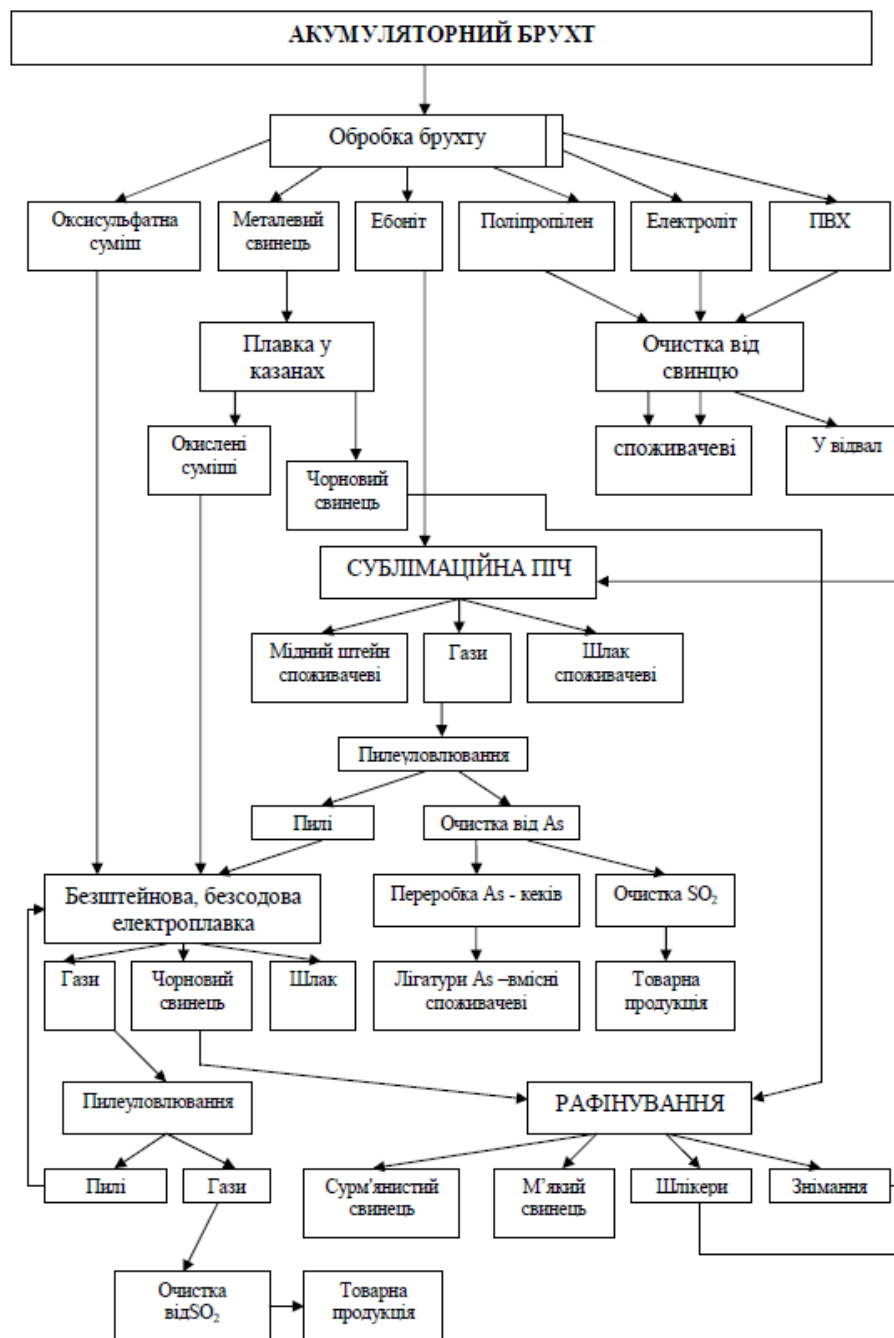 АКУМУЛЯТОРНИЙ БРУХТ
Обробка брухту
Оксисульфатна
суміш
Металевий
свинець
Ебоніт
Поліпропілен
Електроліт
ПВХ
Плавка у
казанах
Очистка від
свинцю
Окислені
суміші
Чорновий
свинець
споживачеві
У відвал
СУБЛІМАЦІЙНА ПІЧ
Мідний штейн
споживачеві
Гази
Шлак
споживачеві
Пилеуловлювання
Пилі
Очистка від As
Безштейнова, безсодова
електроплавка
Переробка As - кеків
Очистка SO₂
Гази
Чорновий
свинець
Шлак
Лігатури As –вмісні
споживачеві
Товарна
продукція
Пилеуловлювання
РАФІНУВАННЯ
Пилі
Гази
Сурм'янистий
свинець
М’який
свинець
Шлікери
Знімання
Очистка
відSO₂
Товарна
продукція